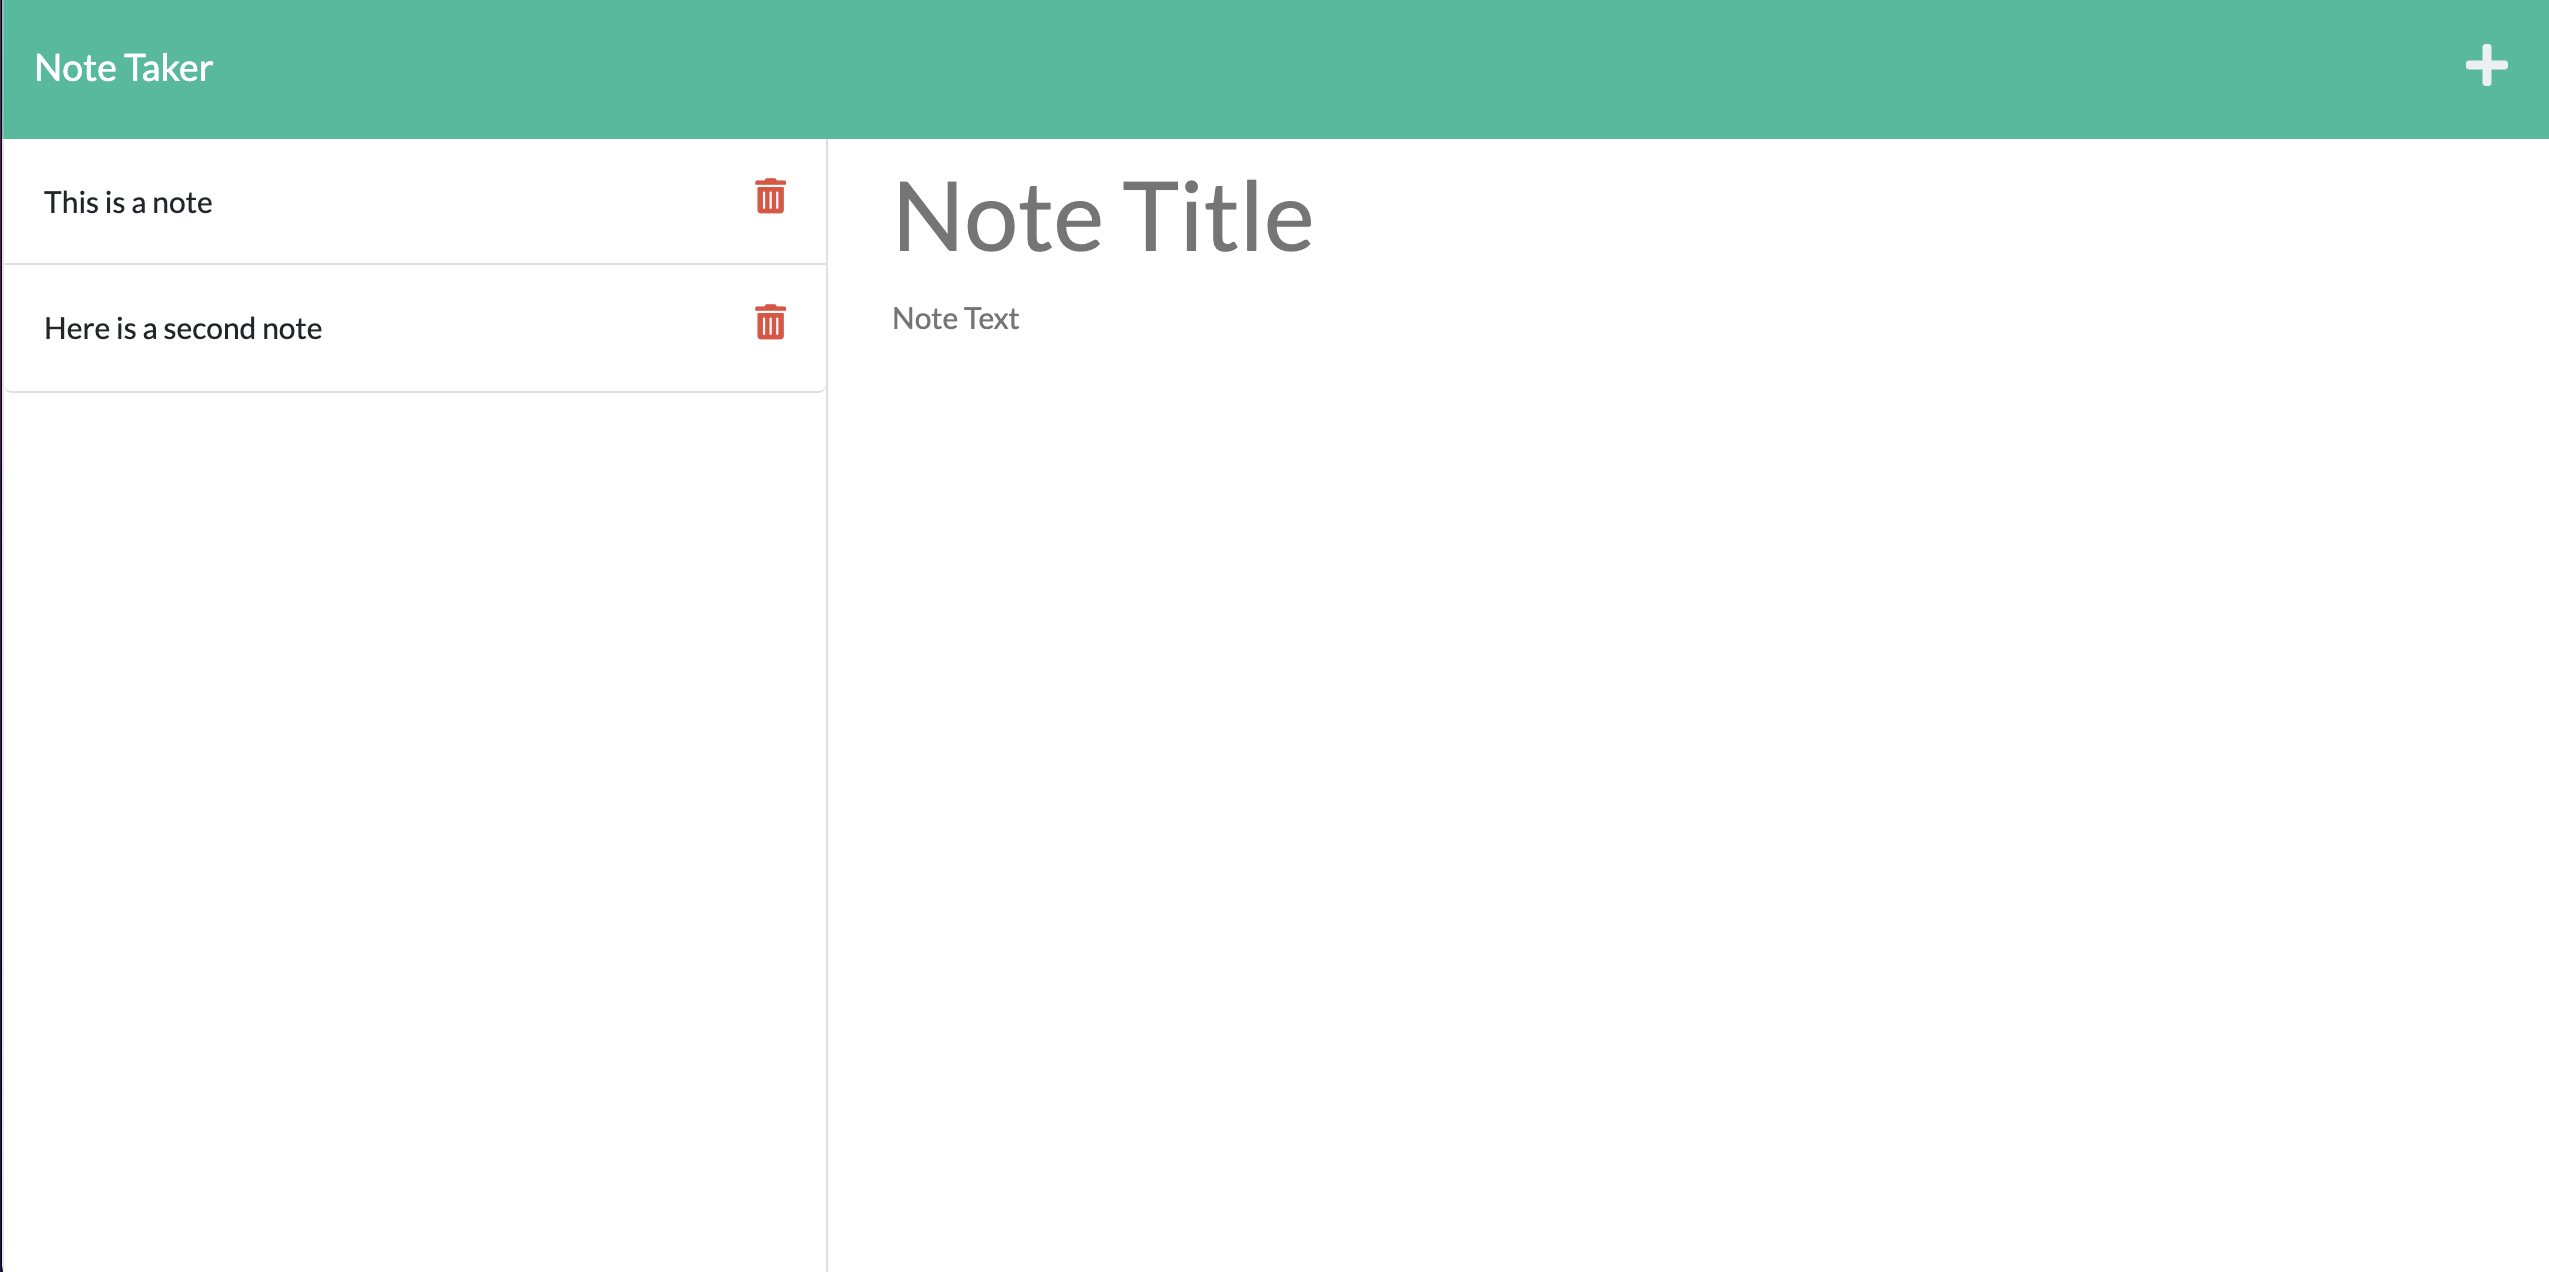 Note Taker
This is a note
Here is a second note
Note Title
Note Text